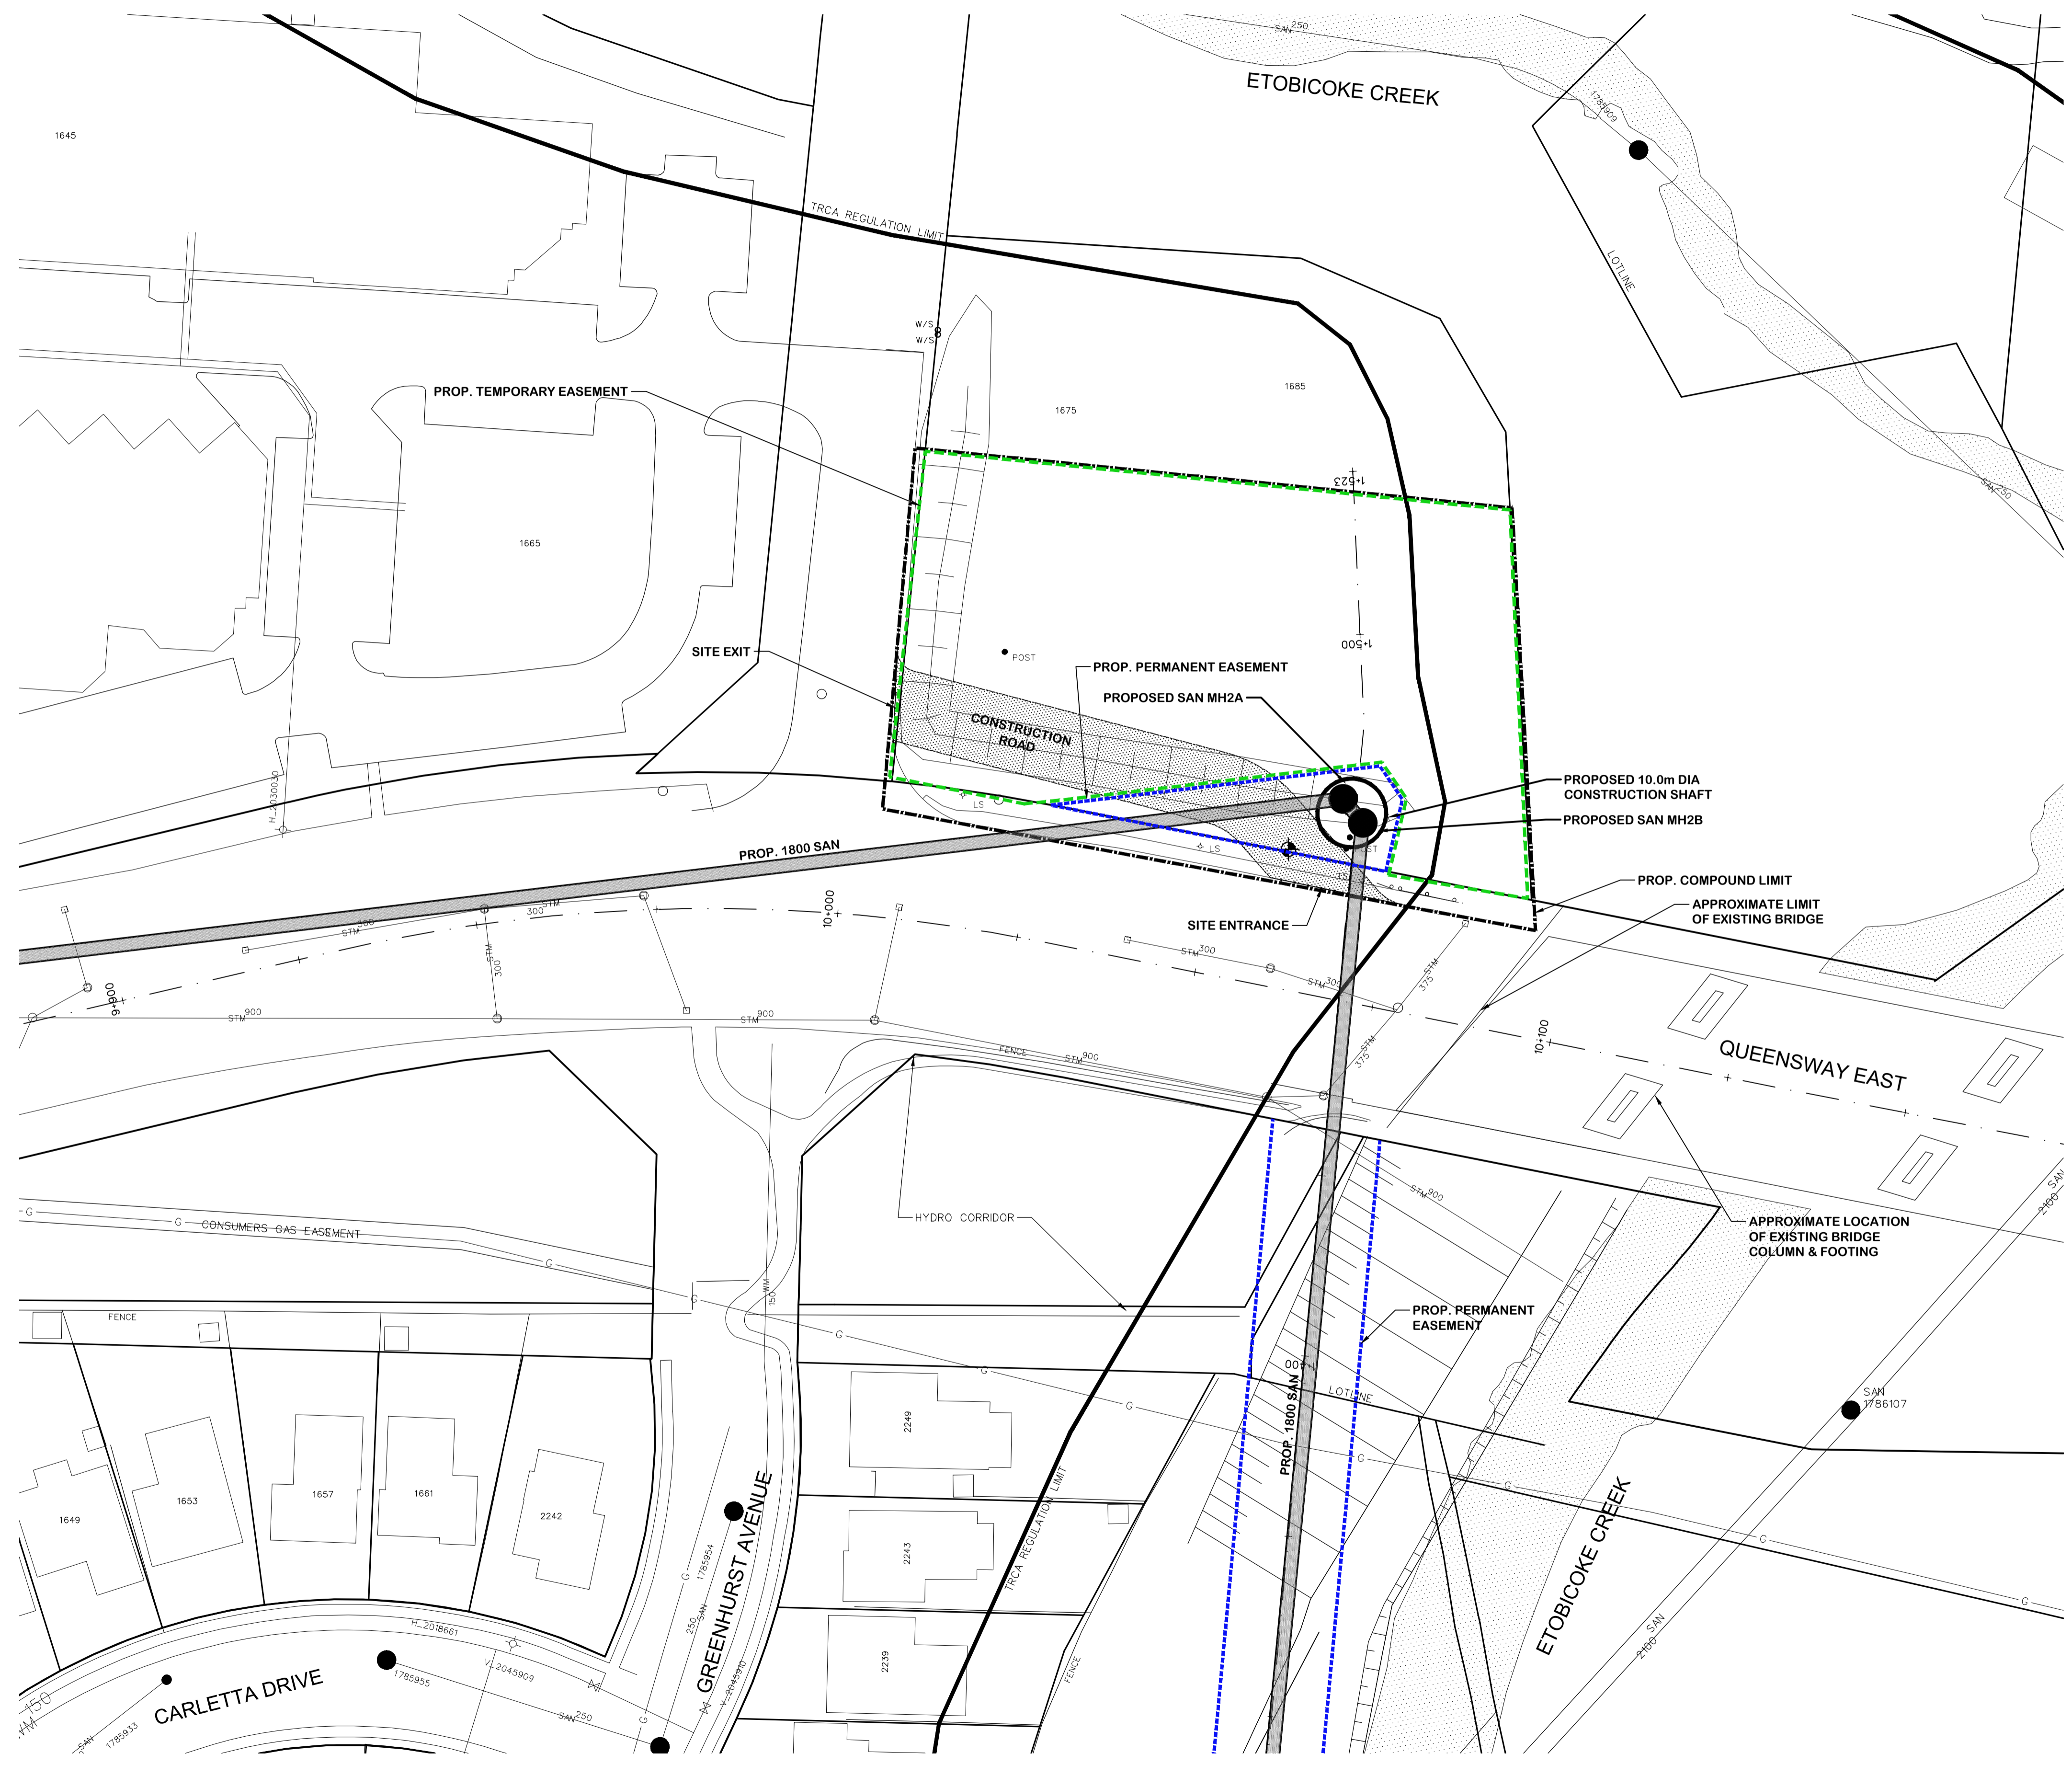 SAN 250
ETOBICOKE CREEK
1785909
1645
TRCA REGULATION LIMIT
LOTLINE
W/S
W/S
PROP. TEMPORARY EASEMENT
1685
1675
1+523
SAN 250
1665
1+500
SITE EXIT
POST
PROP. PERMANENT EASEMENT
PROPOSED SAN MH2A
CONSTRUCTION
ROAD
PROPOSED 10.0m DIA
CONSTRUCTION SHAFT
PROPOSED SAN MH2B
H_2030030
LS
LS
POST
PROP. 1800 SAN
PROP. COMPOUND LIMIT
APPROXIMATE LIMIT
OF EXISTING BRIDGE
SITE ENTRANCE
STM 300
STM 300
STM 300
10+000
STM 300
STM 300
375 STM
9+900
STM 900
STM 900
FENCE
STM 900
375 STM
10+100
QUEENSWAY EAST
STM 900
SAN 2100
HYDRO CORRIDOR
APPROXIMATE LOCATION
OF EXISTING BRIDGE
COLUMN & FOOTING
G
G
CONSUMERS GAS EASEMENT
G
G
150 WM
FENCE
G
PROP. PERMANENT
EASEMENT
1+400
G
LOTLINE
G
PROP. 1800 SAN
SAN
1786107
2249
G
G
1649
1653
1657
1661
2242
2243
GREENHURST AVENUE
1785954
250 SAN
G
TRCA REGULATION LIMIT
ETOBICOKE CREEK
G
G
H_2018661
V_2045909
2239
FENCE
SAN 2100
CARLETTA DRIVE
1785955
SAN 250
G
V_2045910
150
WM
SAN
1785933